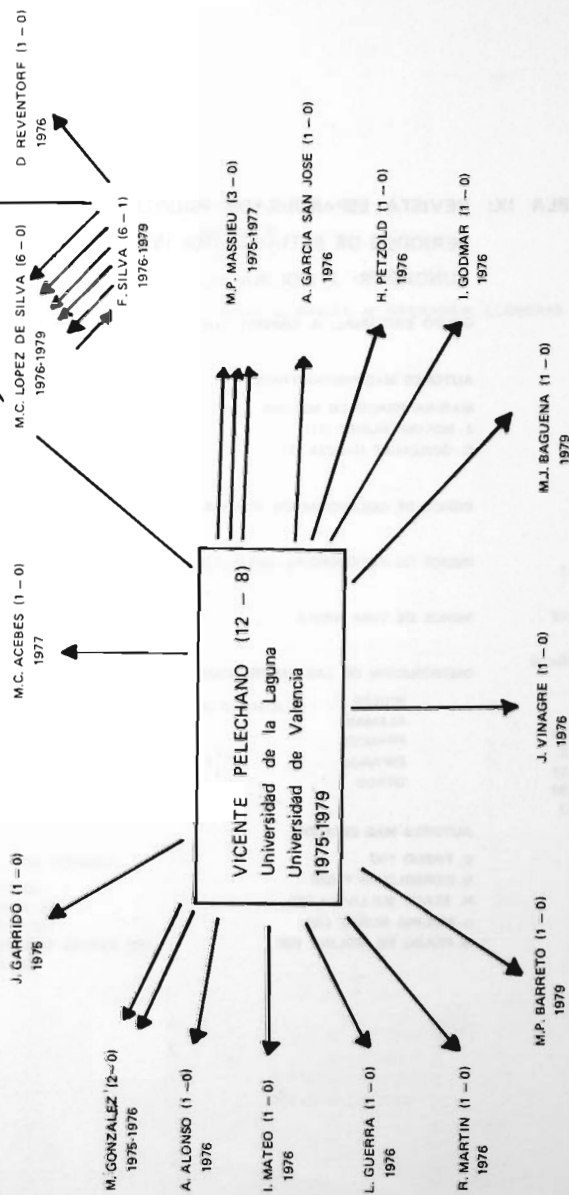 D REVENTORF (1 – 0)
1976
M.C. LOPEZ DE SILVA (6 – 0)
1976-1979
F. SILVA (6 – 1)
1976-1979
M.C. ACEBES (1 – 0)
1977
J. GARRIDO (1 – 0)
1975
M.P. MASSIEU (3 – 0)
1975-1977
A. GARCIA SAN JOSE (1 – 0)
1976
H. PETZOLD (1 – 0)
1976
I. GODMAR (1 – 0)
1976
M.J. BAGUENA (1 – 0)
1979
VICENTE PELECHANO (12 – 8)
Universidad de la Laguna
Universidad de Valencia
1975-1979
M. GONZALEZ (2 – 0)
1975-1976
A. ALONSO (1 – 0)
1976
I. MATEO (1 – 0)
1976
L. GUERRA (1 – 0)
1976
R. MARTIN (1 – 0)
1976
M.P. BARRETO (1 – 0)
1979
J. VINAGRE (1 – 0)
1976